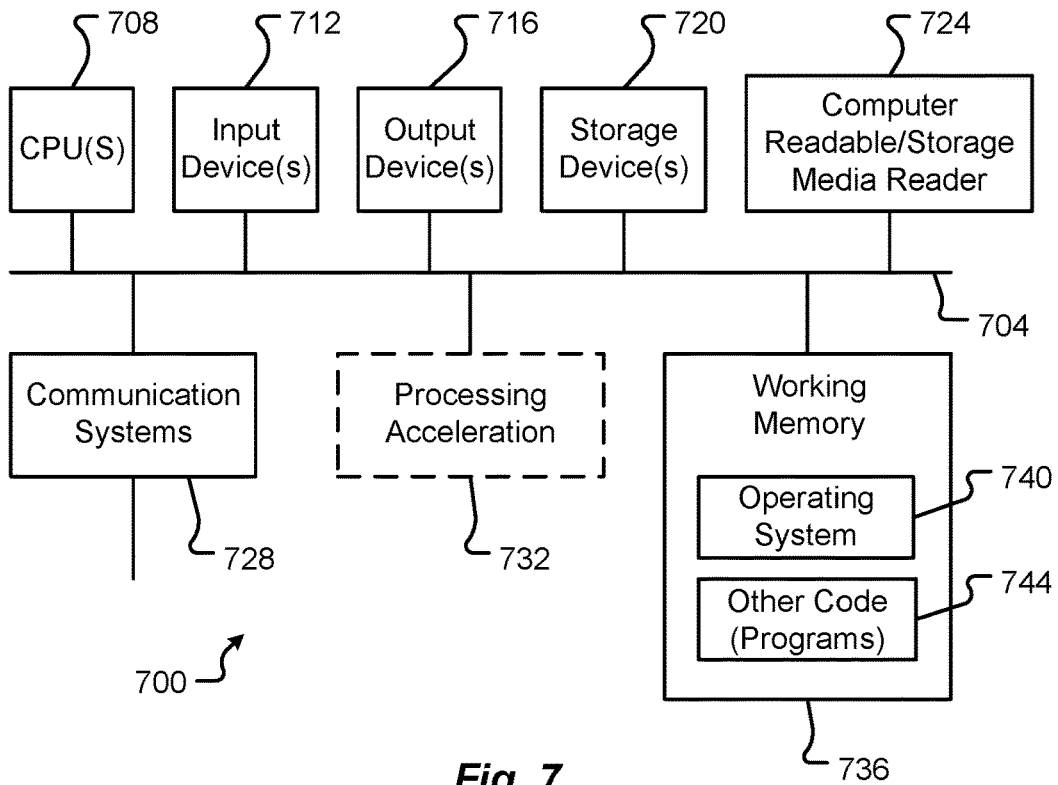 708
712
716
720
724
CPU(S)
Input
Device(s)
Output
Device(s)
Storage
Device(s)
Computer
Readable/Storage
Media Reader
704
Communication
Systems
Processing
Acceleration
Working
Memory
Operating
System
740
Other Code
(Programs)
744
728
732
700
736
Fig. 7